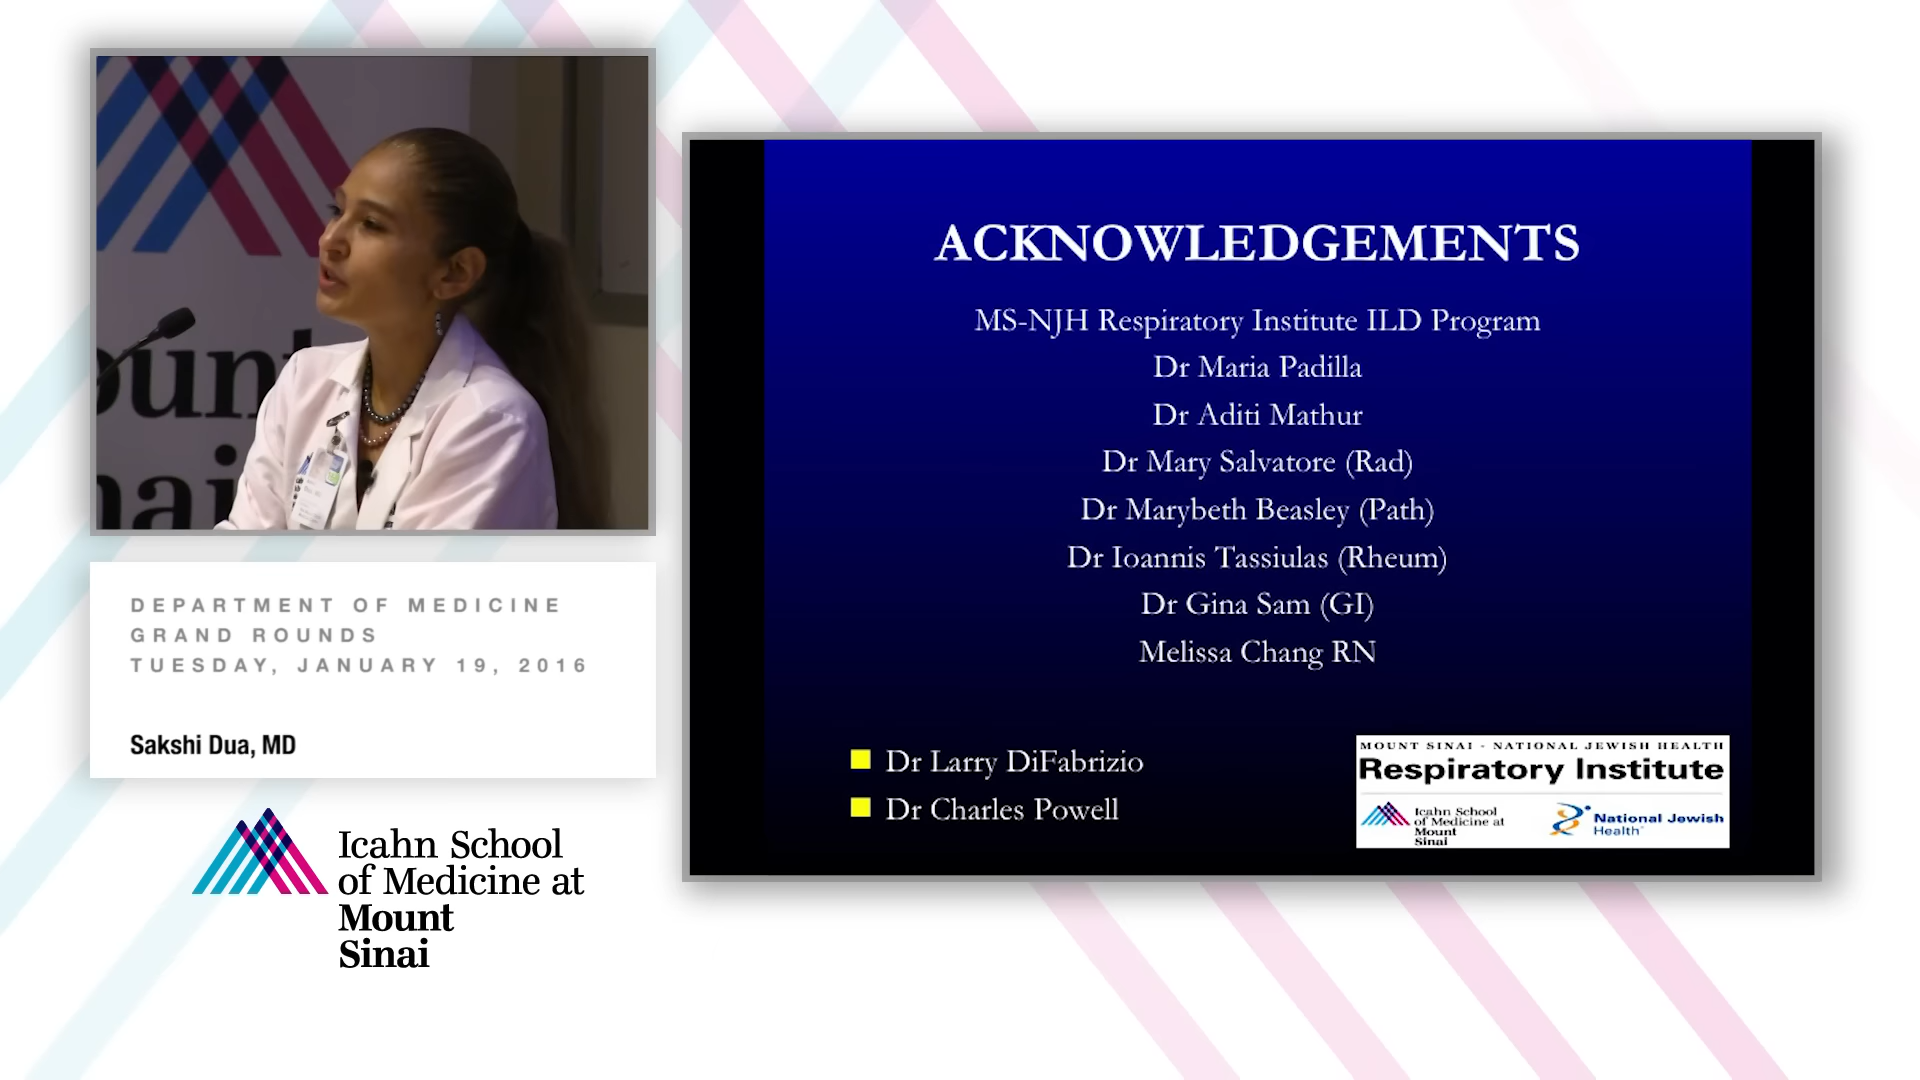 ount
nai
DEPARTMENT OF MEDICINE
GRAND ROUNDS
TUESDAY, JANUARY 19, 2016
Sakshi Dua, MD
Icahn School
of Medicine at
Mount
Sinai
ACKNOWLEDGEMENTS
MS-NJH Respiratory Institute ILD Program
Dr Maria Padilla
Dr Aditi Mathur
Dr Mary Salvatore (Rad)
Dr Marybeth Beasley (Path)
Dr Ioannis Tassiulas (Rheum)
Dr Gina Sam (GI)
Melissa Chang RN
Dr Larry DiFabrizio
Dr Charles Powell
MOUNT SINAI - NATIONAL JEWISH HEALTH
Respiratory Institute
Icahn School
of Medicine at
Mount
Sinai
National Jewish
Health